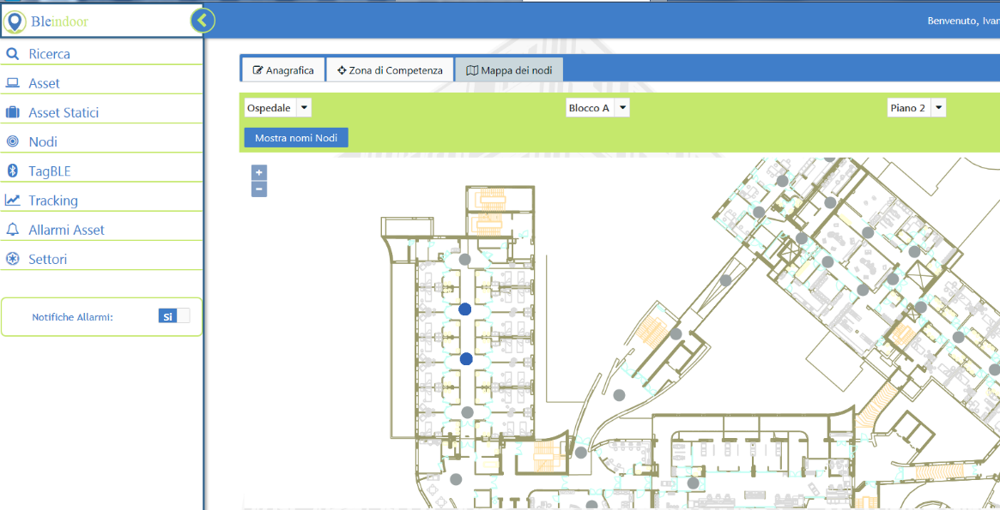 Bleindoor
Benvenuto, Ivan
Ricerca
Asset
Asset Statici
Nodi
TagBLE
Tracking
Allarmi Asset
Settori
Notifiche Allarmi: Si
Anagrafica Zona di Competenza Mappa dei nodi
Ospedale Blocco A Piano 2
Mostra nomi Nodi
+
−